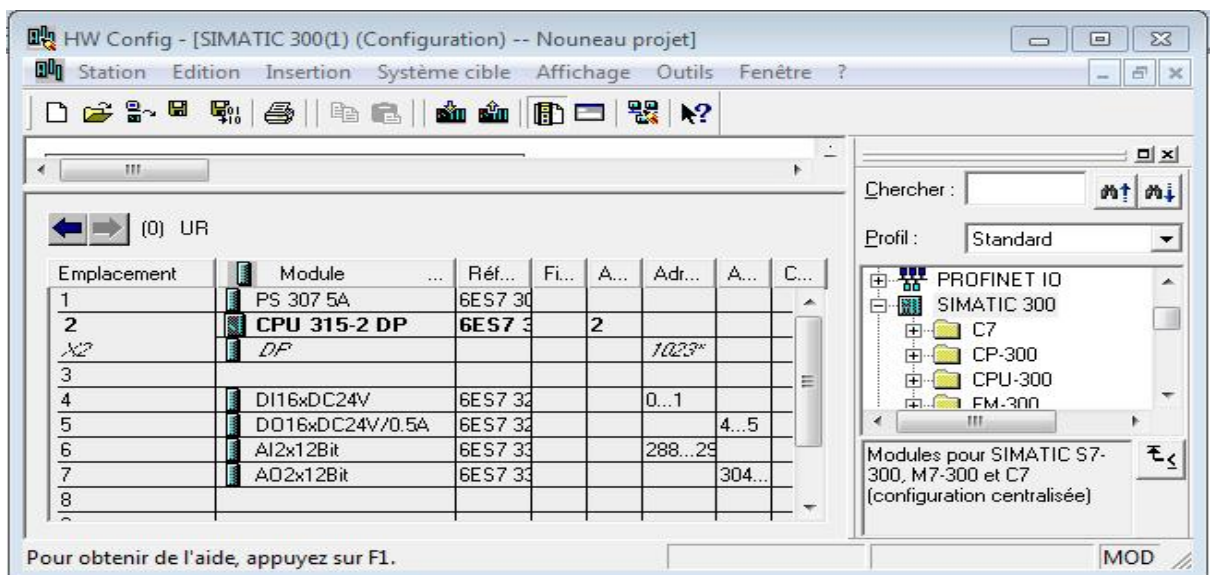 HW Config - [SIMATIC 300(1) (Configuration) -- Nouneau projet]
Station Edition Insertion Système cible Affichage Outils Fenêtre ?
Chercher :
(0) UR
Profil : Standard
Emplacement Module ... Réf... Fi... A... Adr... A... C...
1 PS 307 5A 6ES7 30
2 CPU 315-2 DP 6ES7 3 2
X2 DP 1023*
3
4 DI16xDC24V 6ES7 32 0...1
5 DO16xDC24V/0.5A 6ES7 32 4...5
6 AI2x12Bit 6ES7 33 288...29
7 AO2x12Bit 6ES7 33 304...
8
PROFINET IO
SIMATIC 300
C7
CP-300
CPU-300
FM-300
Modules pour SIMATIC S7-
300, M7-300 et C7
(configuration centralisée)
Pour obtenir de l'aide, appuyez sur F1.
MOD